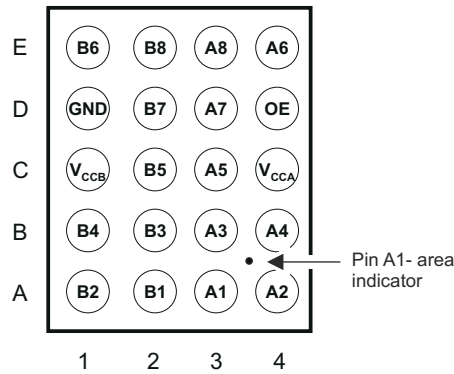 E B6 B8 A8 A6
D GND B7 A7 OE
C VCCB B5 A5 VCCA
B B4 B3 A3 A4
Pin A1- area
indicator
A B2 B1 A1 A2
1 2 3 4